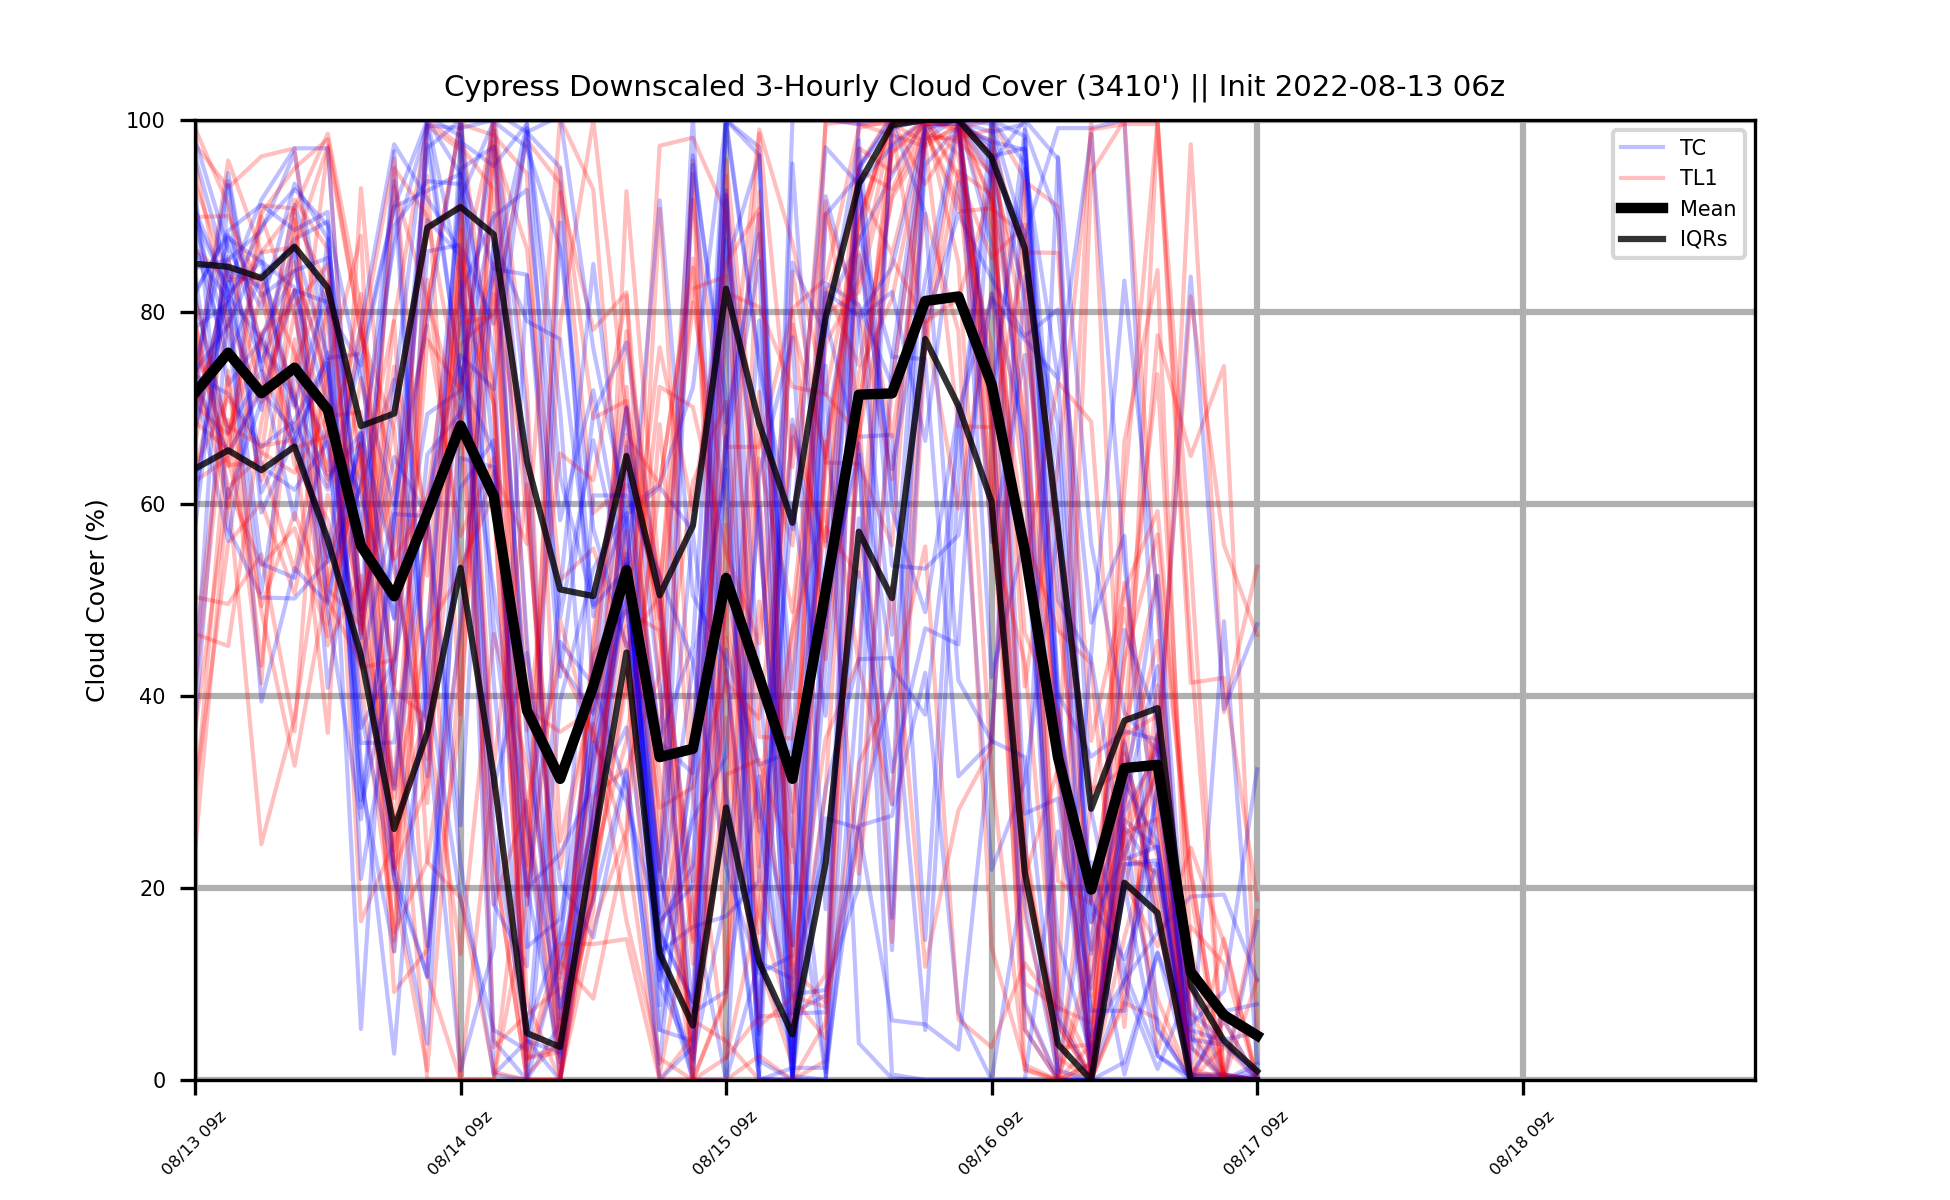 Cypress Downscaled 3-Hourly Cloud Cover (3410') || Init 2022-08-13 06z
TC
TL1
Mean
IQRs
Cloud Cover (%)
100
80
60
40
20
0
08/13 09z
08/14 09z
08/15 09z
08/16 09z
08/17 09z
08/18 09z